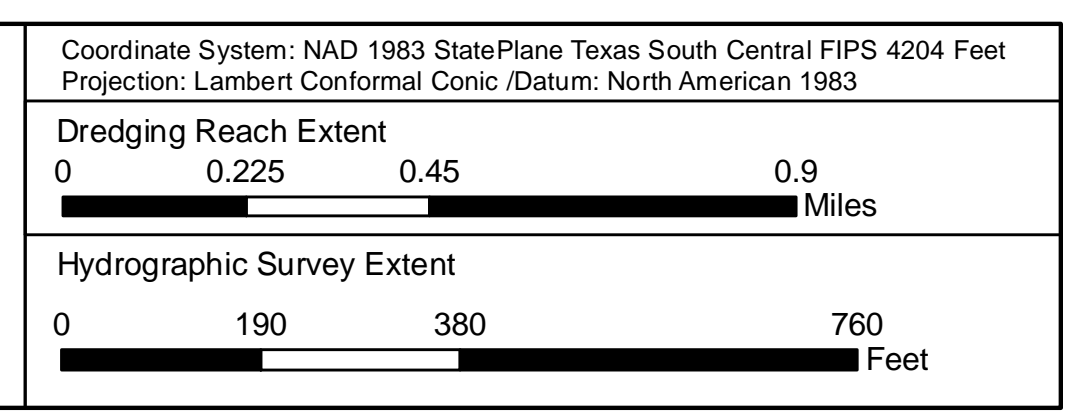 Coordinate System: NAD 1983 StatePlane Texas South Central FIPS 4204 Feet
Projection: Lambert Conformal Conic /Datum: North American 1983
Dredging Reach Extent
0 0.225 0.45 0.9
Miles
Hydrographic Survey Extent
0 190 380 760
Feet